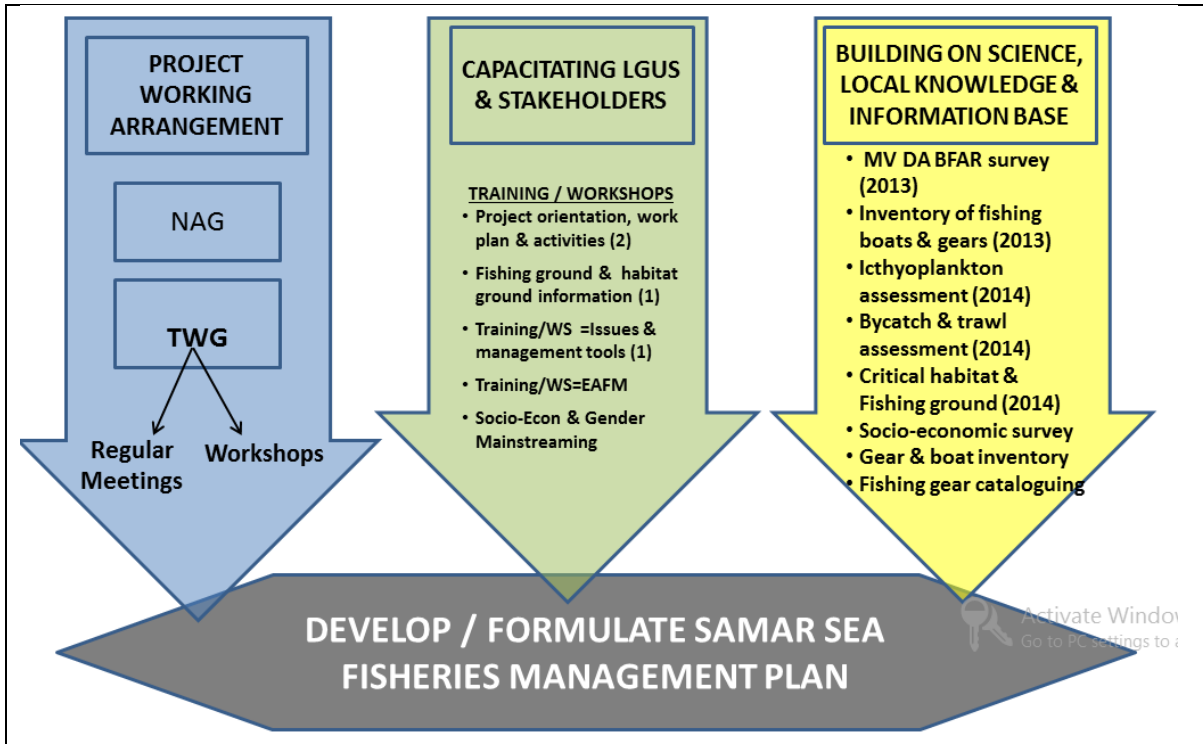 PROJECT
WORKING
ARRANGEMENT
NAG
TWG
Regular
Meetings
Workshops
CAPACITATING LGUS
& STAKEHOLDERS
TRAINING / WORKSHOPS
• Project orientation, work
plan & activities (2)
• Fishing ground & habitat
ground information (1)
• Training/WS =Issues &
management tools (1)
• Training/WS=EAFM
• Socio-Econ & Gender
Mainstreaming
BUILDING ON SCIENCE,
LOCAL KNOWLEDGE &
INFORMATION BASE
• MV DA BFAR survey
(2013)
• Inventory of fishing
boats & gears (2013)
• Icthyoplankton
assessment (2014)
• Bycatch & trawl
assessment (2014)
• Critical habitat &
Fishing ground (2014)
• Socio-economic survey
• Gear & boat inventory
• Fishing gear cataloguing
DEVELOP / FORMULATE SAMAR SEA
FISHERIES MANAGEMENT PLAN
Activate Window
Go to PC settings to a